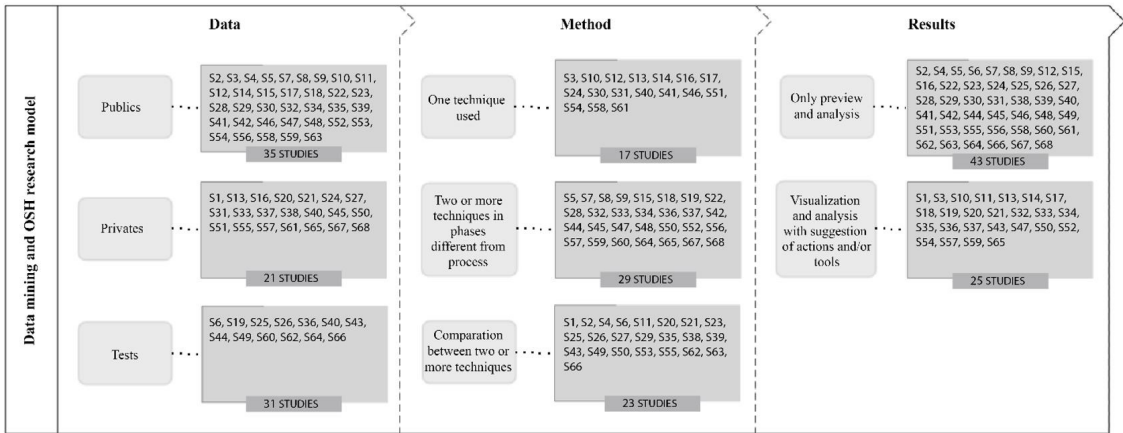 Data mining and OSH research model
Data
Publics
S2, S3, S4, S5, S7, S8, S9, S10, S11,
S12, S14, S15, S17, S18, S22, S23,
S28, S29, S30, S32, S34, S35, S39,
S41, S42, S46, S47, S48, S52, S53,
S54, S56, S58, S59, S63
35 STUDIES
Privates
S1, S13, S16, S20, S21, S24, S27,
S31, S33, S37, S38, S40, S45, S50,
S51, S55, S57, S61, S65, S67, S68
21 STUDIES
Tests
S6, S19, S25, S26, S36, S40, S43,
S44, S49, S60, S62, S64, S66
31 STUDIES
Method
One technique
used
S3, S10, S12, S13, S14, S16, S17,
S24, S30, S31, S40, S41, S46, S51,
S54, S58, S61
17 STUDIES
Two or more
techniques in
phases
different from
process
S5, S7, S8, S9, S15, S18, S19, S22,
S28, S32, S33, S34, S36, S37, S42,
S44, S45, S47, S48, S50, S52, S56,
S57, S59, S60, S64, S65, S67, S68
29 STUDIES
Comparation
between two or
more techniques
S1, S2, S4, S6, S11, S20, S21, S23,
S25, S26, S27, S29, S35, S38, S39,
S43, S49, S50, S53, S55, S62, S63,
S66
23 STUDIES
Results
Only preview
and analysis
S2, S4, S5, S6, S7, S8, S9, S12, S15,
S16, S22, S23, S24, S25, S26, S27,
S28, S29, S30, S31, S38, S39, S40,
S41, S42, S44, S45, S46, S48, S49,
S51, S53, S55, S56, S58, S60, S61,
S62, S63, S64, S66, S67, S68
43 STUDIES
Visualization
and analysis
with suggestion
of actions and/or
tools
S1, S3, S10, S11, S13, S14, S17,
S18, S19, S20, S21, S32, S33, S34,
S35, S36, S37, S43, S47, S50, S52,
S54, S57, S59, S65
25 STUDIES